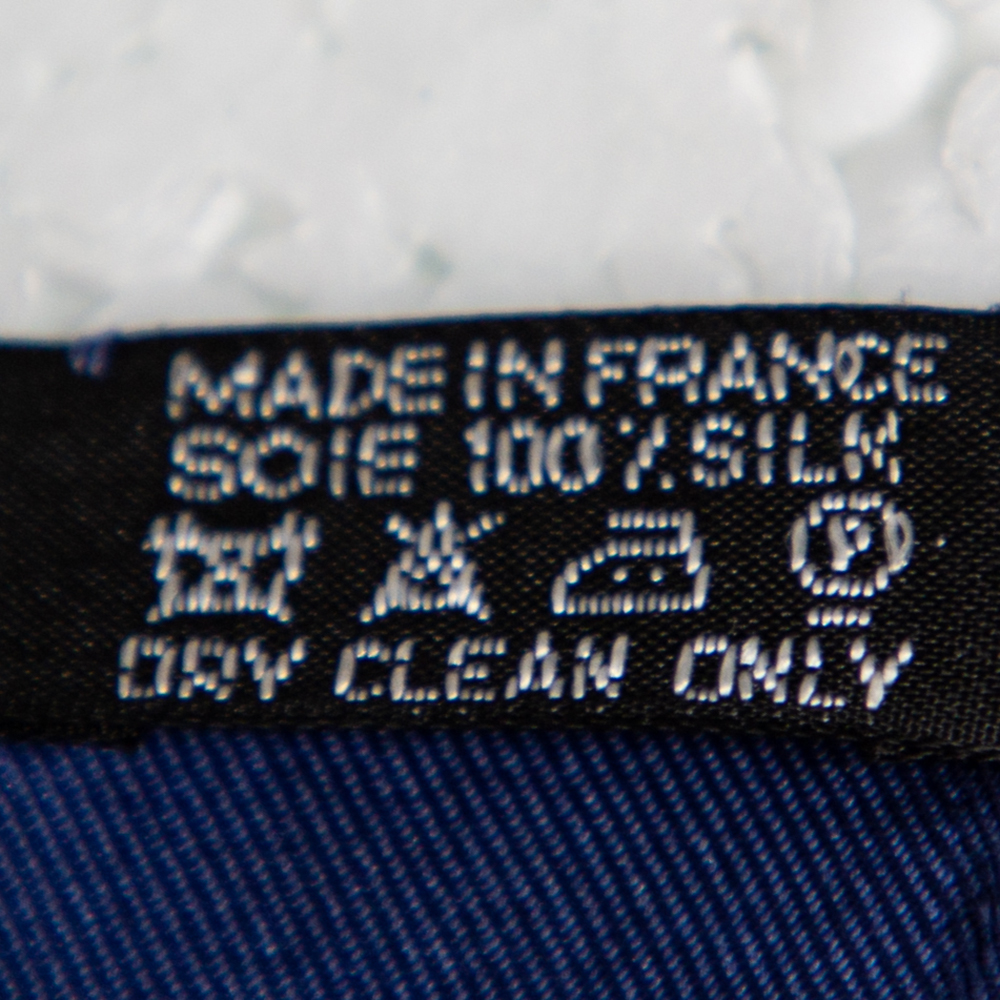 MADE IN FRANCE
SOIE 100% SILK
P
DRY CLEAN ONLY